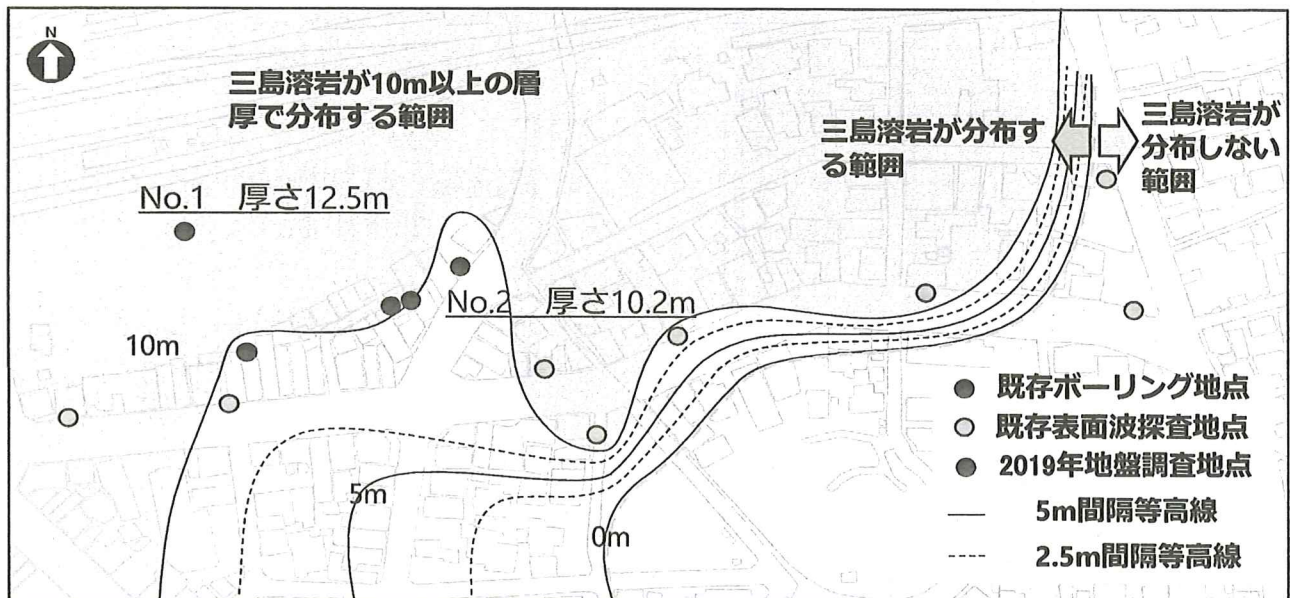 N
三島溶岩が10m以上の層
厚で分布する範囲
三島溶岩が分布す
る範囲
三島溶岩が
分布しない
範囲
No.1 厚さ12.5m
No.2 厚さ10.2m
10m
5m
0m
既存ボーリング地点
既存表面波探査地点
2019年地盤調査地点
5m間隔等高線
2.5m間隔等高線